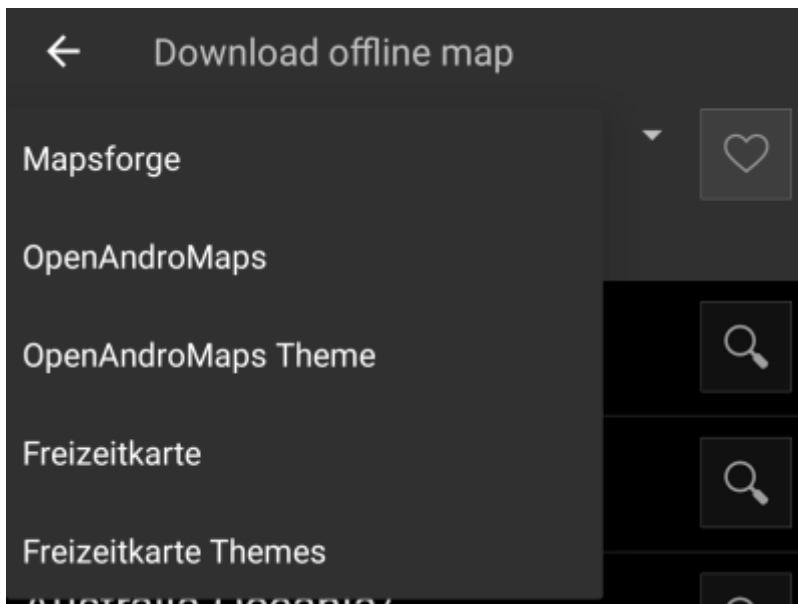 Download offline map
Mapsforge
OpenAndroMaps
OpenAndroMaps Theme
Freizeitkarte
Freizeitkarte Themes